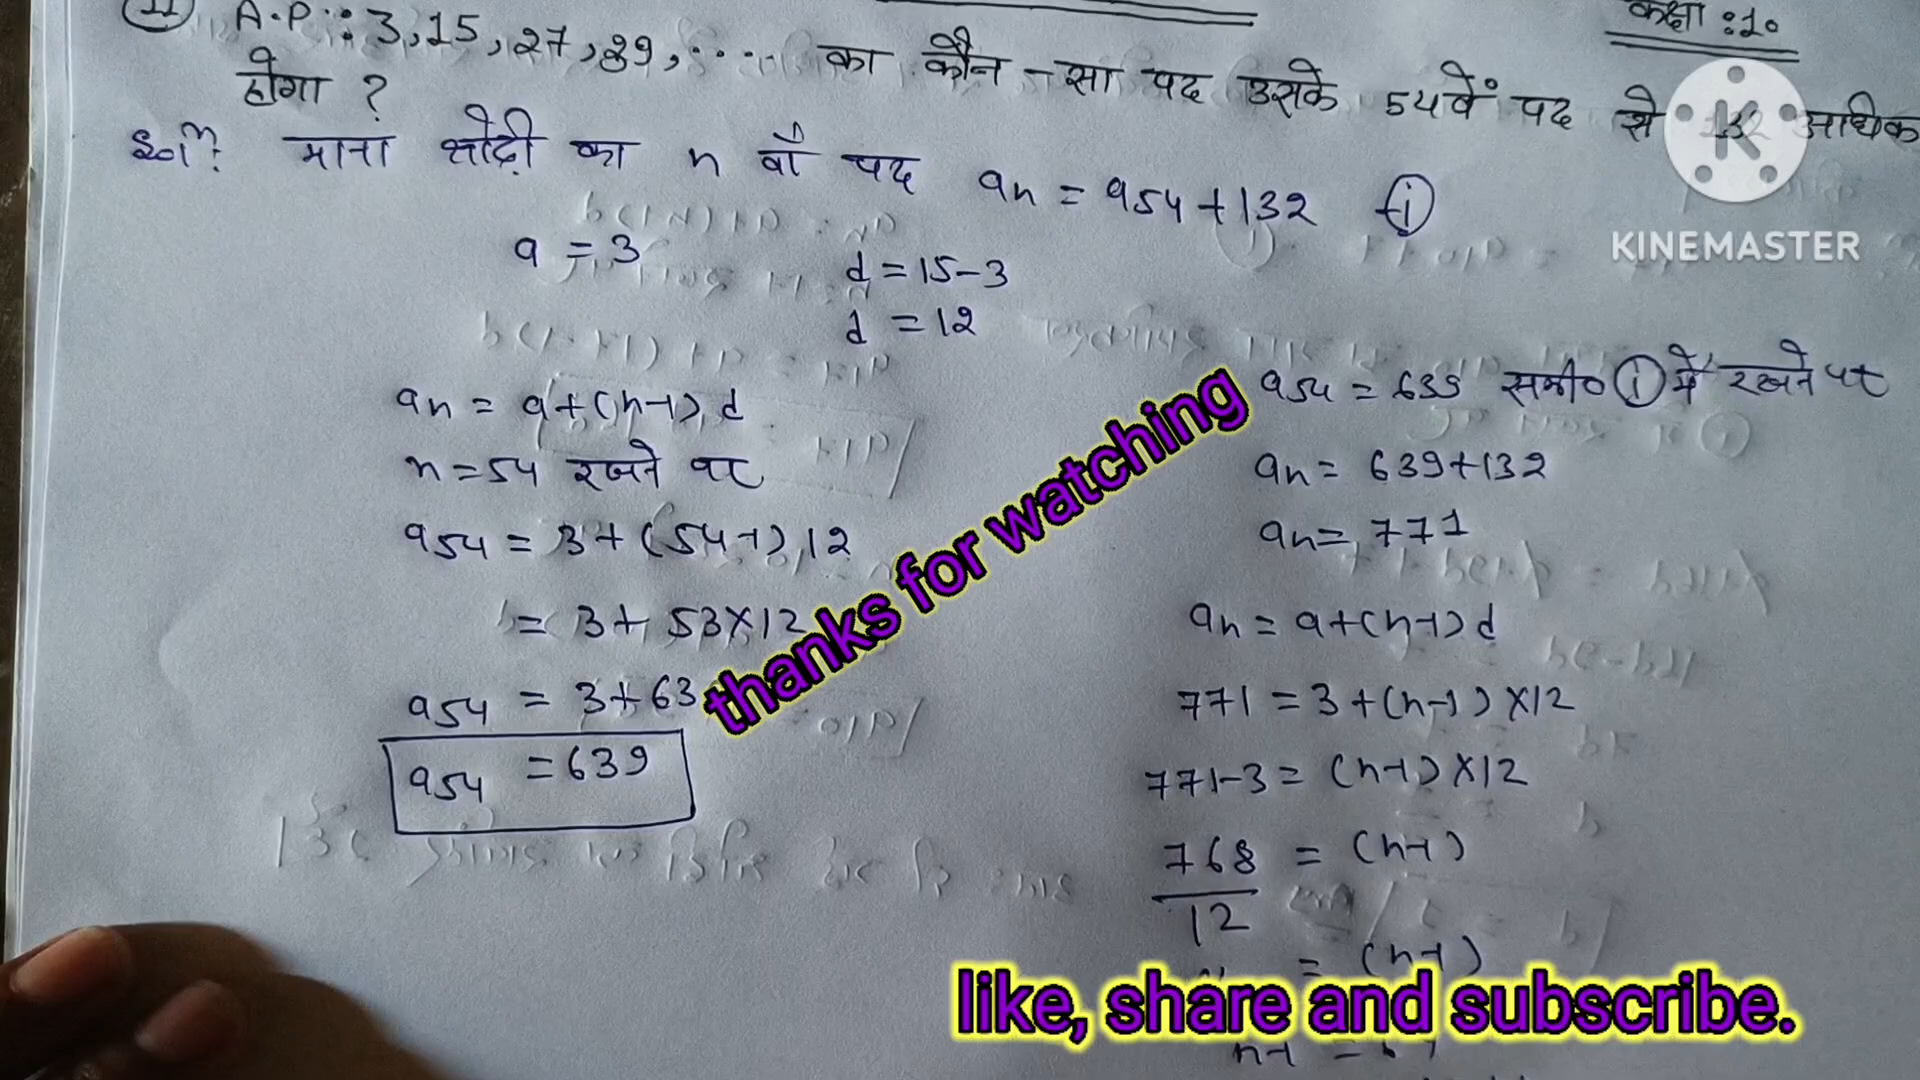 कक्षा :10
11 A.P.: 3, 15, 27, 39, .... का कौन-सा पद उसके 54वें पद से अधिक
होगा ?
माना श्रेढ़ी का n वाँ पद an = a54 + 132 -(i)
a = 3
d = 15-3
d = 12
an = a+(n-1) d
n = 54 रखने पर
a54 = 3+(54-1) 12
= 3+ 53×12
a54 = 3+ 63
a54 = 639
a54 = 639 समी० (i) में रखने पर
an = 639+132
an = 771
an = a+(n-1)d
771 = 3+(n-1)×12
771-3 = (n-1)×12
768/12 = (n-1)
= (n-1)
KINEMASTER
thanks for watching
like, share and subscribe.